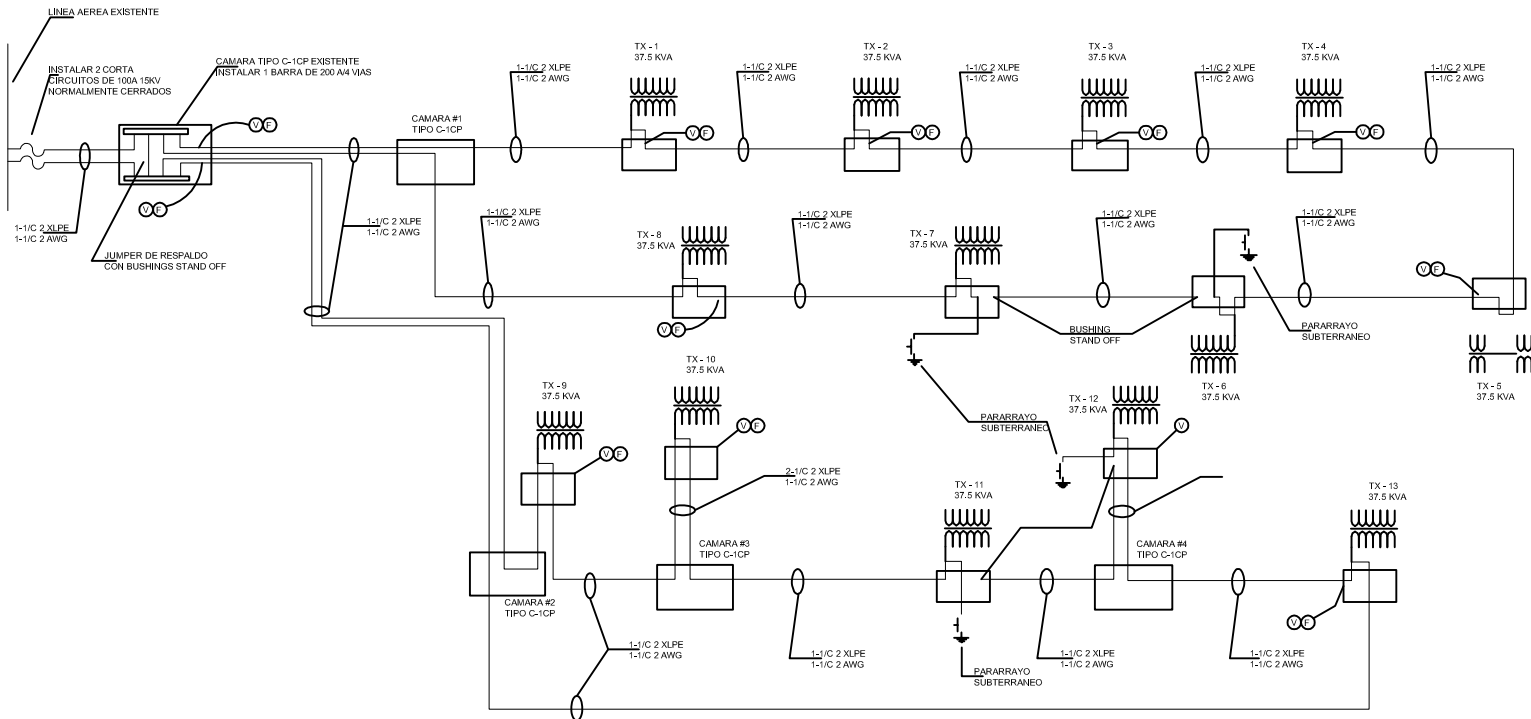 LINEA AEREA EXISTENTE
INSTALAR 2 CORTA
CIRCUITOS DE 100A 15KV
NORMALMENTE CERRADOS
CAMARA TIPO C-1CP EXISTENTE
INSTALAR 1 BARRA DE 200 A/4 VIAS
V F
V F
1-1/C 2 XLPE
1-1/C 2 AWG
JUMPER DE RESPALDO
CON BUSHINGS STAND OFF
1-1/C 2 XLPE
1-1/C 2 AWG
CAMARA #1
TIPO C-1CP
1-1/C 2 XLPE
1-1/C 2 AWG
TX - 1
37.5 KVA
V F
1-1/C 2 XLPE
1-1/C 2 AWG
TX - 2
37.5 KVA
V F
1-1/C 2 XLPE
1-1/C 2 AWG
TX - 3
37.5 KVA
V F
1-1/C 2 XLPE
1-1/C 2 AWG
TX - 4
37.5 KVA
V F
1-1/C 2 XLPE
1-1/C 2 AWG
1-1/C 2 XLPE
1-1/C 2 AWG
TX - 8
37.5 KVA
V F
1-1/C 2 XLPE
1-1/C 2 AWG
TX - 7
37.5 KVA
1-1/C 2 XLPE
1-1/C 2 AWG
BUSHING
STAND OFF
1-1/C 2 XLPE
1-1/C 2 AWG
PARARRAYO
SUBTERRANEO
TX - 6
37.5 KVA
V F
TX - 5
37.5 KVA
TX - 9
37.5 KVA
V F
TX - 10
37.5 KVA
V F
2-1/C 2 XLPE
1-1/C 2 AWG
PARARRAYO
SUBTERRANEO
TX - 12
37.5 KVA
V
TX - 11
37.5 KVA
TX - 13
37.5 KVA
V F
CAMARA #2
TIPO C-1CP
CAMARA #3
TIPO C-1CP
CAMARA #4
TIPO C-1CP
1-1/C 2 XLPE
1-1/C 2 AWG
1-1/C 2 XLPE
1-1/C 2 AWG
PARARRAYO
SUBTERRANEO
1-1/C 2 XLPE
1-1/C 2 AWG
1-1/C 2 XLPE
1-1/C 2 AWG